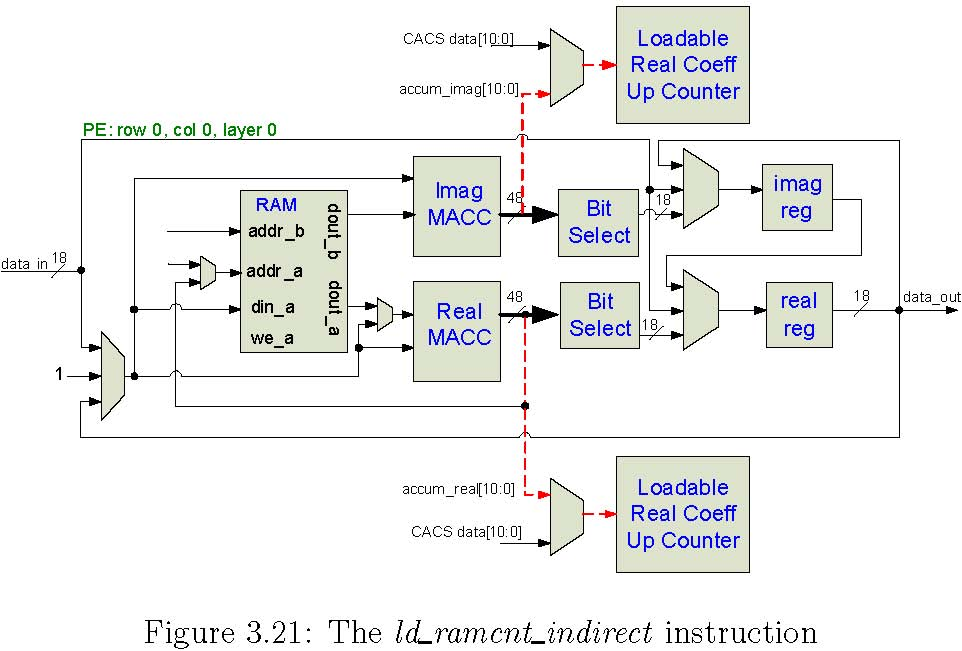 CACS data[10:0]
Loadable
Real Coeff
Up Counter
accum_imag[10:0]
PE: row 0, col 0, layer 0
Imag
MACC
48
Bit
Select
18
imag
reg
RAM
addr_b
addr_a
din_a
we_a
dout_b
dout_a
data in 18
Real
MACC
48
Bit
Select
18
real
reg
18
data_out
1
accum_real[10:0]
CACS data[10:0]
Loadable
Real Coeff
Up Counter
Figure 3.21: The ld_ramcnt_indirect instruction